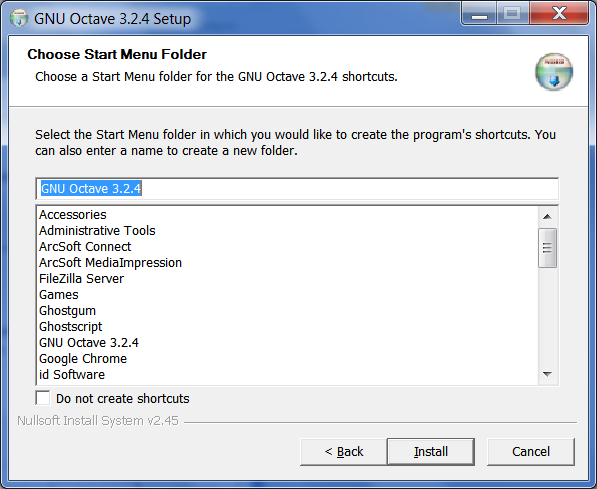 GNU Octave 3.2.4 Setup
Choose Start Menu Folder
Choose a Start Menu folder for the GNU Octave 3.2.4 shortcuts.
Select the Start Menu folder in which you would like to create the program's shortcuts. You
can also enter a name to create a new folder.
GNU Octave 3.2.4
Accessories
Administrative Tools
ArcSoft Connect
ArcSoft MediaImpression
FileZilla Server
Games
Ghostgum
Ghostscript
GNU Octave 3.2.4
Google Chrome
id Software
Do not create shortcuts
Nullsoft Install System v2.45
< Back
Install
Cancel